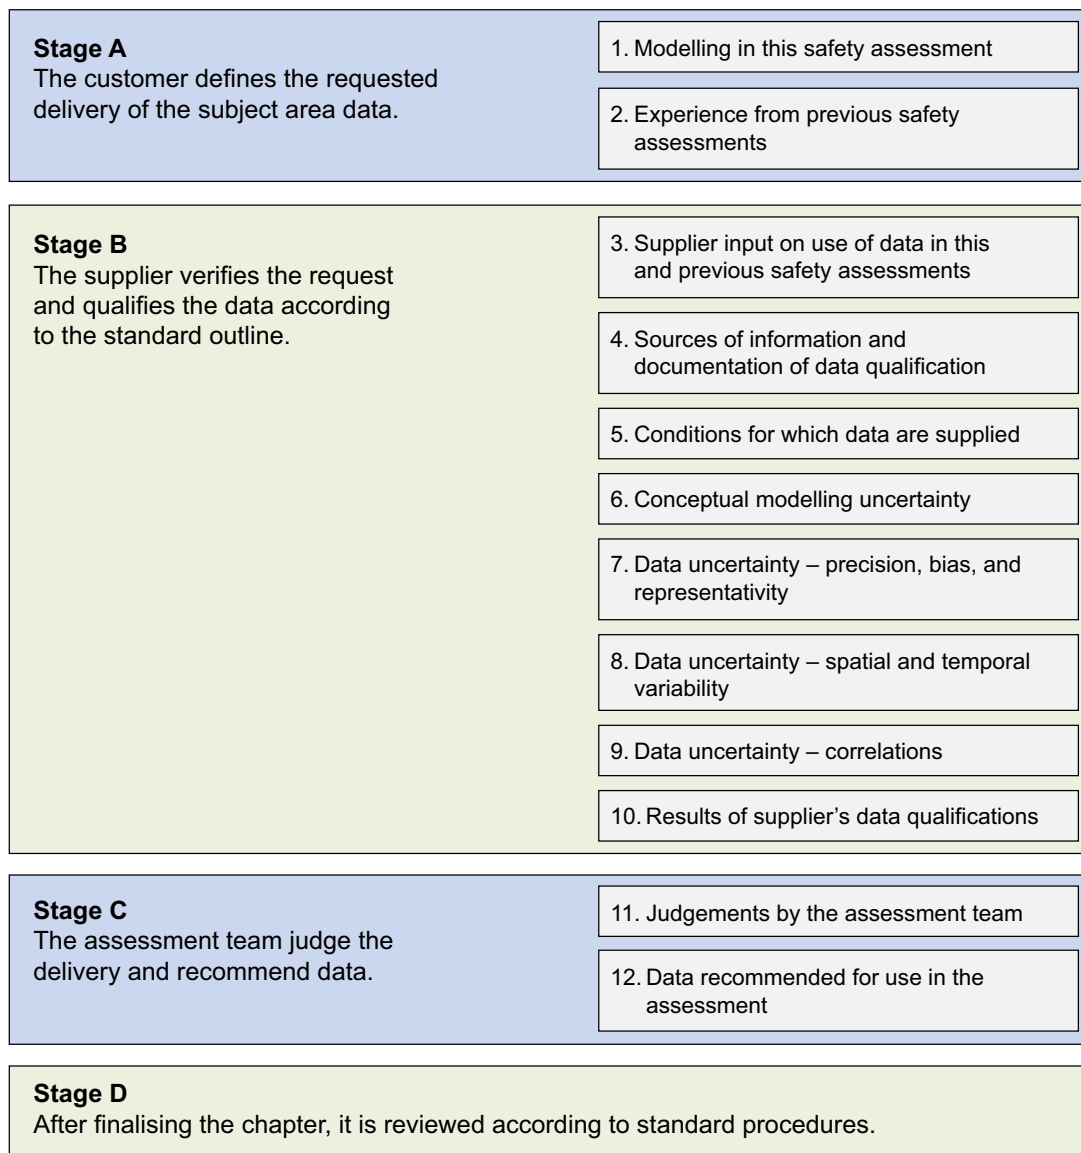 Stage A
The customer defines the requested
delivery of the subject area data.
1. Modelling in this safety assessment
2. Experience from previous safety
assessments
Stage B
The supplier verifies the request
and qualifies the data according
to the standard outline.
3. Supplier input on use of data in this
and previous safety assessments
4. Sources of information and
documentation of data qualification
5. Conditions for which data are supplied
6. Conceptual modelling uncertainty
7. Data uncertainty – precision, bias, and
representativity
8. Data uncertainty – spatial and temporal
variability
9. Data uncertainty – correlations
10. Results of supplier’s data qualifications
Stage C
The assessment team judge the
delivery and recommend data.
11. Judgements by the assessment team
12. Data recommended for use in the
assessment
Stage D
After finalising the chapter, it is reviewed according to standard procedures.